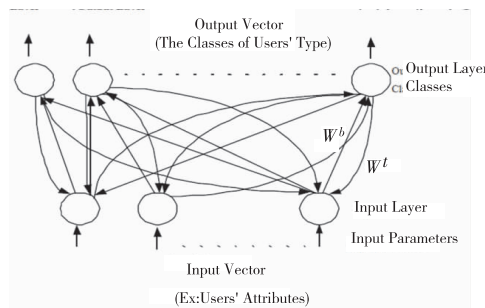 Output Vector
(The Classes of Users' Type)
Output Layer
Classes
W^b
W^t
Input Layer
Input Parameters
Input Vector
(Ex:Users' Attributes)